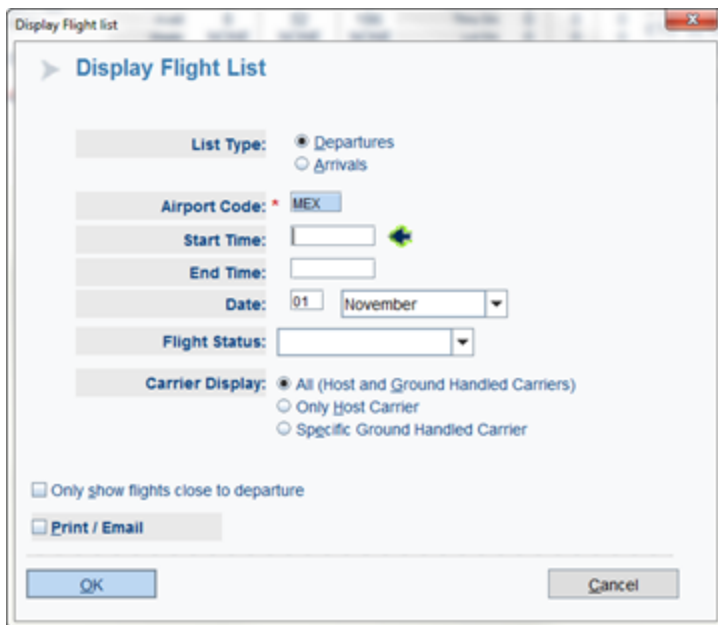 Display Flight list
Display Flight List
List Type: Departures
Arrivals
Airport Code: * MEX
Start Time:
End Time:
Date: 01 November
Flight Status:
Carrier Display: All (Host and Ground Handled Carriers)
Only Host Carrier
Specific Ground Handled Carrier
Only show flights close to departure
Print / Email
OK Cancel